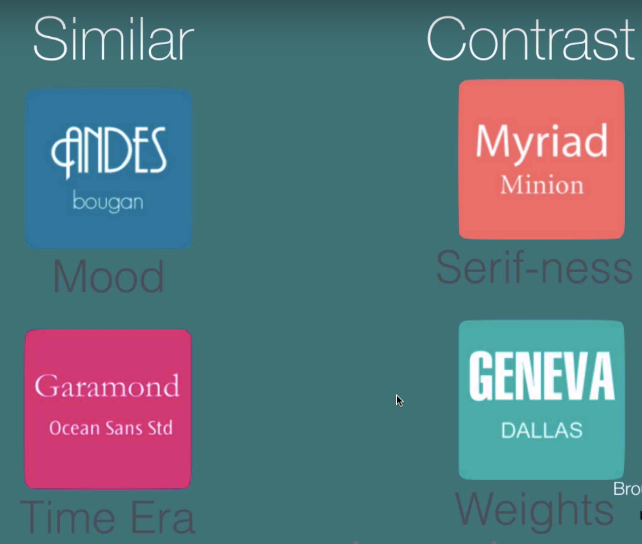 Similar
Contrast
ANDES
bougan
Mood
Myriad
Minion
Serif-ness
Garamond
Ocean Sans Std
Time Era
GENEVA
DALLAS
Weights